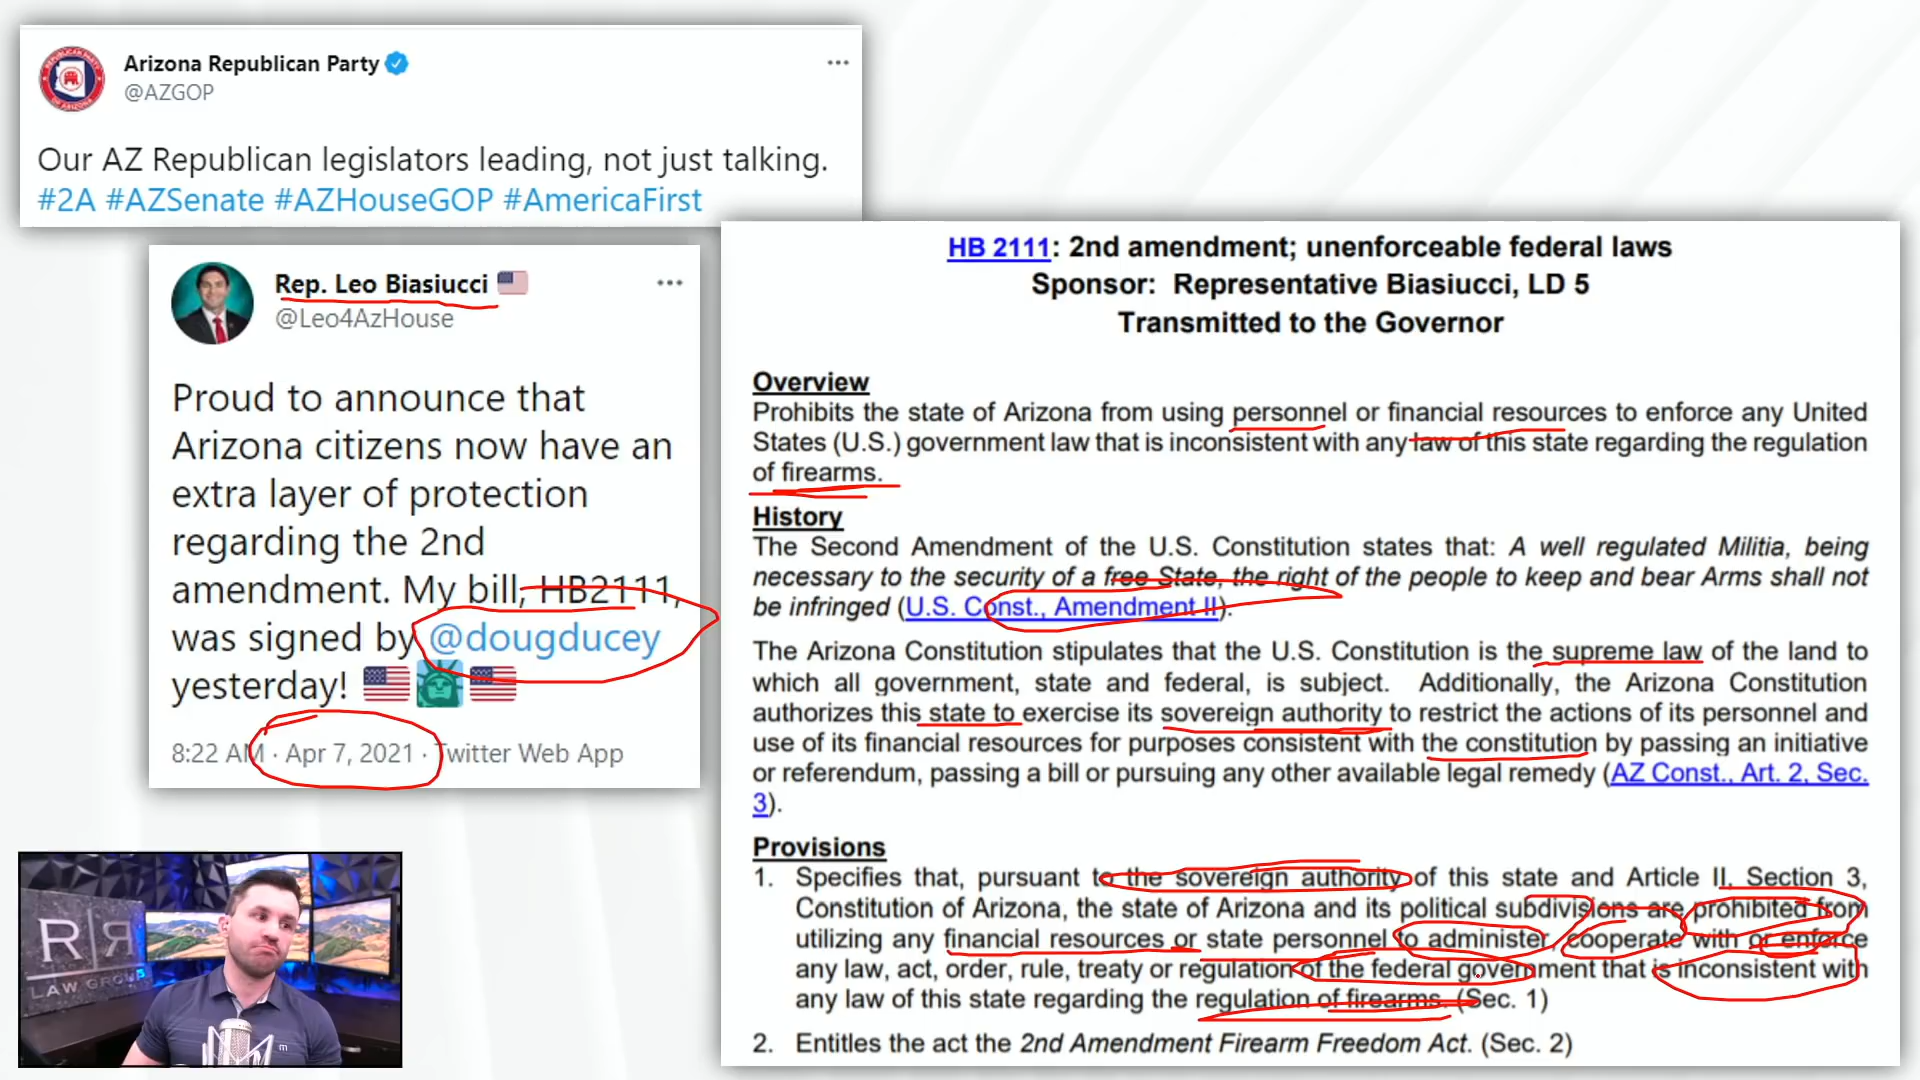 Arizona Republican Party
@AZGOP
Our AZ Republican legislators leading, not just talking.
#2A #AZSenate #AZHouseGOP #AmericaFirst
Rep. Leo Biasiucci
@Leo4AzHouse
Proud to announce that
Arizona citizens now have an
extra layer of protection
regarding the 2nd
amendment. My bill, HB2111,
was signed by @dougducey
yesterday!
8:22 AM · Apr 7, 2021 · Twitter Web App
HB 2111: 2nd amendment; unenforceable federal laws
Sponsor: Representative Biasiucci, LD 5
Transmitted to the Governor
Overview
Prohibits the state of Arizona from using personnel or financial resources to enforce any United
States (U.S.) government law that is inconsistent with any law of this state regarding the regulation
of firearms.
History
The Second Amendment of the U.S. Constitution states that: A well regulated Militia, being
necessary to the security of a free State, the right of the people to keep and bear Arms shall not
be infringed (U.S. Const., Amendment II).
The Arizona Constitution stipulates that the U.S. Constitution is the supreme law of the land to
which all government, state and federal, is subject. Additionally, the Arizona Constitution
authorizes this state to exercise its sovereign authority to restrict the actions of its personnel and
use of its financial resources for purposes consistent with the constitution by passing an initiative
or referendum, passing a bill or pursuing any other available legal remedy (AZ Const., Art. 2, Sec.
3).
Provisions
1. Specifies that, pursuant to the sovereign authority of this state and Article II, Section 3,
Constitution of Arizona, the state of Arizona and its political subdivisions are prohibited from
utilizing any financial resources or state personnel to administer, cooperate with or enforce
any law, act, order, rule, treaty or regulation of the federal government that is inconsistent with
any law of this state regarding the regulation of firearms. (Sec. 1)
2. Entitles the act the 2nd Amendment Firearm Freedom Act. (Sec. 2)
R|R
LAW GROUP